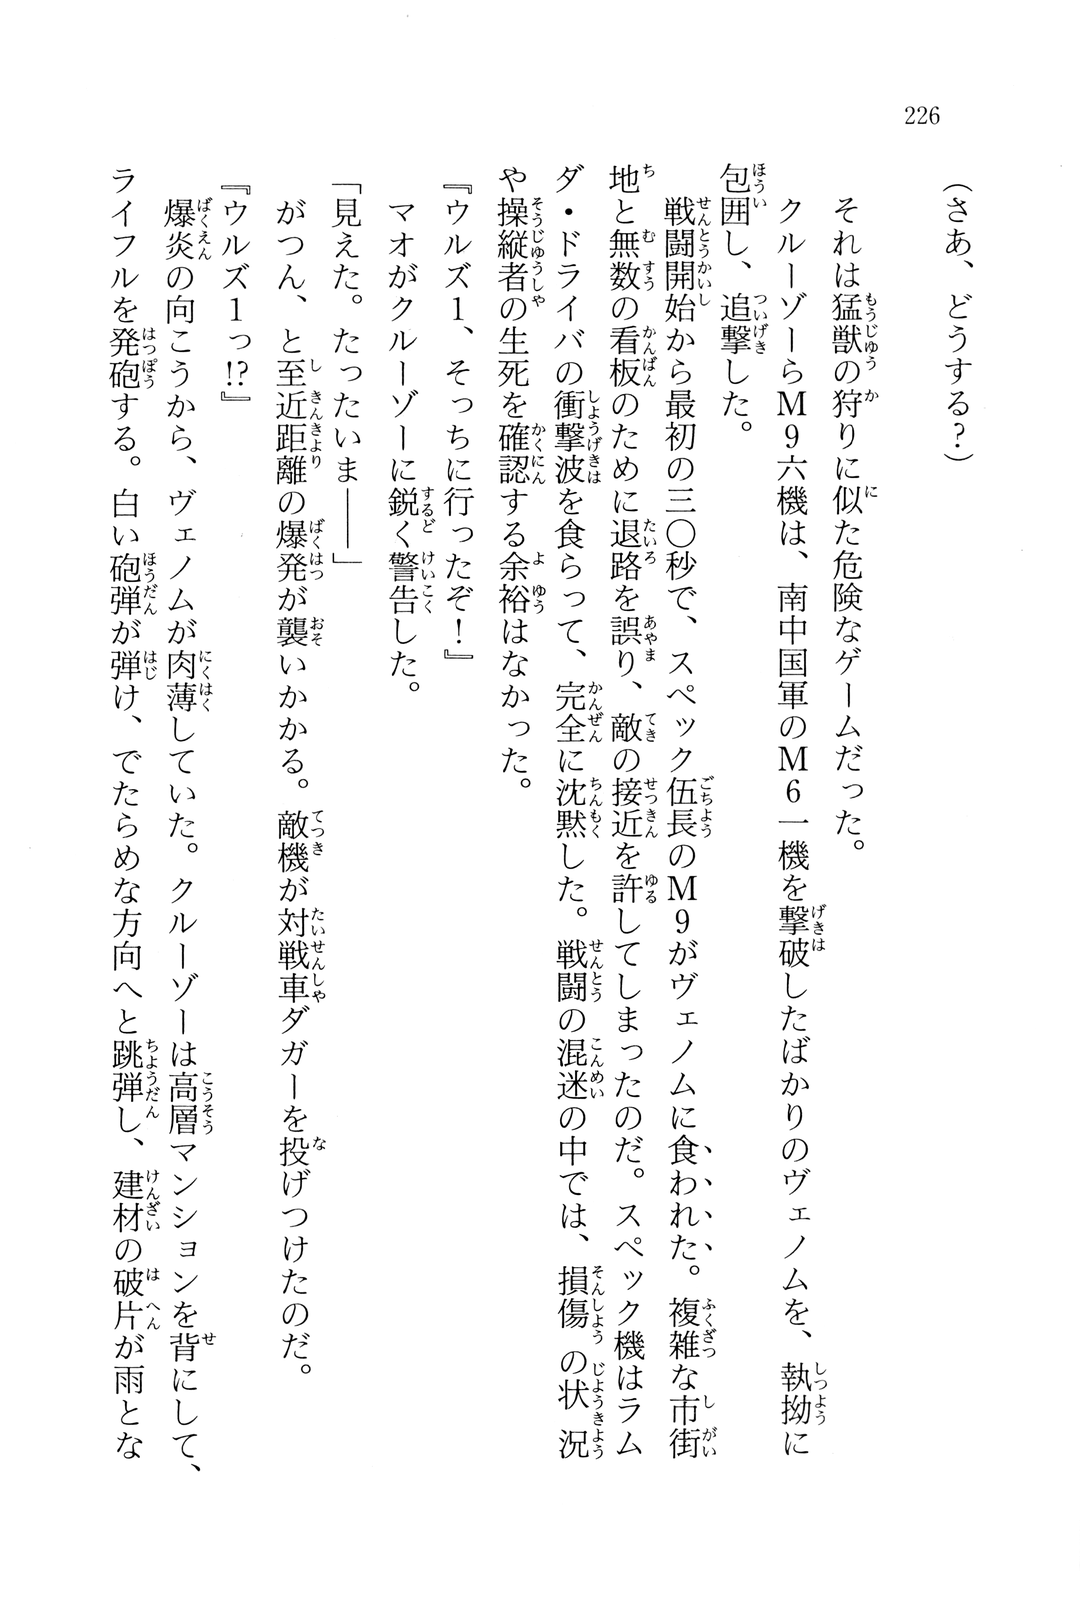 226
(さあ、どうする?)
それは猛獣の狩りに似た危険なゲームだった。
クルーゾーらM9六機は、南中国軍のM6一機を撃破したばかりのヴェノムを、執拗に
包囲し、追撃した。
戦闘開始から最初の三〇秒で、スペック伍長のM9がヴェノムに食われた。複雑な市街
地と無数の看板のために退路を誤り、敵の接近を許してしまったのだ。スペック機はラム
ダ・ドライバの衝撃波を食らって、完全に沈黙した。戦闘の混迷の中では、損傷の状況
や操縦者の生死を確認する余裕はなかった。
『ウルズ1、そっちに行ったぞ!』
マオがクルーゾーに鋭く警告した。
「見えた。たったいま――」
がつん、と至近距離の爆発が襲いかかる。敵機が対戦車ダガーを投げつけたのだ。
『ウルズ1っ!?』
爆炎の向こうから、ヴェノムが肉薄していた。クルーゾーは高層マンションを背にして、
ライフルを発砲する。白い砲弾が弾け、でたらめな方向へと跳弾し、建材の破片が雨とな